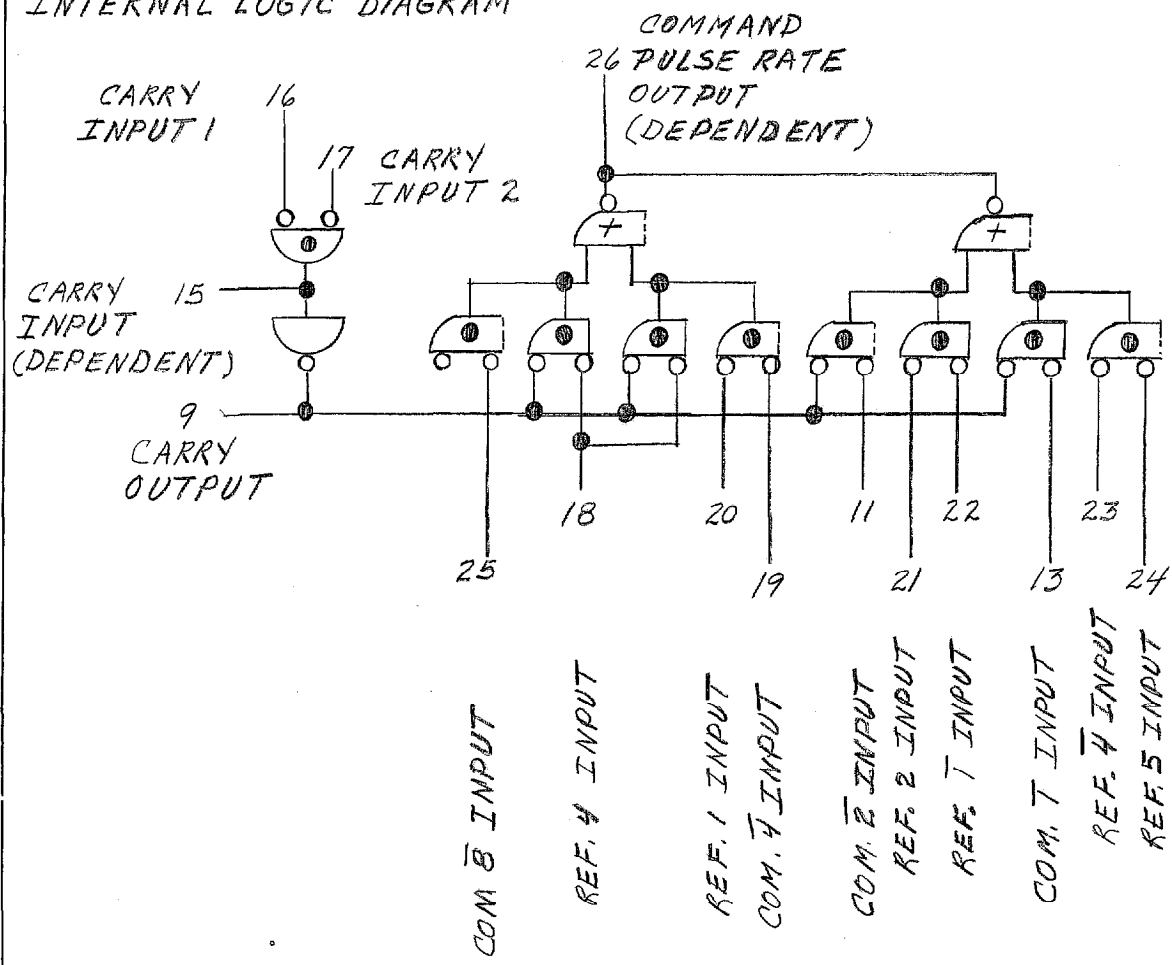 INTERNAL LOGIC DIAGRAM
COMMAND
26 PULSE RATE
OUTPUT
(DEPENDENT)
CARRY 16
INPUT 1
17 CARRY
INPUT 2
+
+
CARRY 15
INPUT
(DEPENDENT)
9
CARRY
OUTPUT
18
20
11
22
23
25
19
21
13
24
COM 8̅ INPUT
REF. 4 INPUT
REF. 1 INPUT
COM. 4̅ INPUT
COM. 2̅ INPUT
REF. 2 INPUT
REF. 1̅ INPUT
COM. 1̅ INPUT
REF. 4̅ INPUT
REF. 5 INPUT